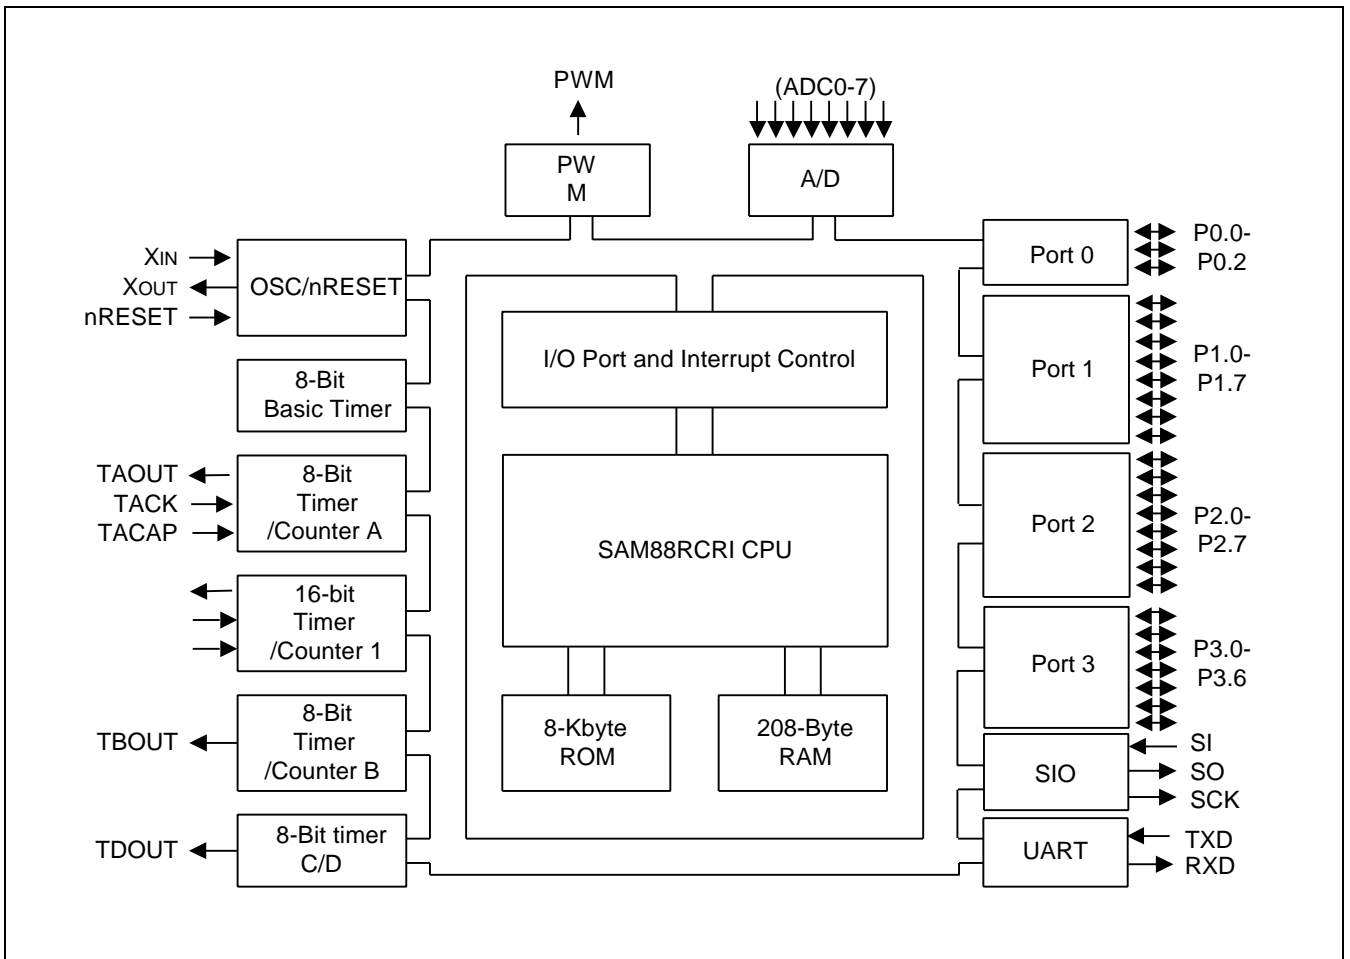 PWM
(ADC0-7)
PW
M
A/D
XIN
XOUT
nRESET
OSC/nRESET
Port 0
P0.0-
P0.2
I/O Port and Interrupt Control
8-Bit
Basic Timer
Port 1
P1.0-
P1.7
TAOUT
TACK
TACAP
8-Bit
Timer
/Counter A
SAM88RCRI CPU
Port 2
P2.0-
P2.7
16-bit
Timer
/Counter 1
Port 3
P3.0-
P3.6
TBOUT
8-Bit
Timer
/Counter B
8-Kbyte
ROM
208-Byte
RAM
SIO
SI
SO
SCK
TDOUT
8-Bit timer
C/D
UART
TXD
RXD